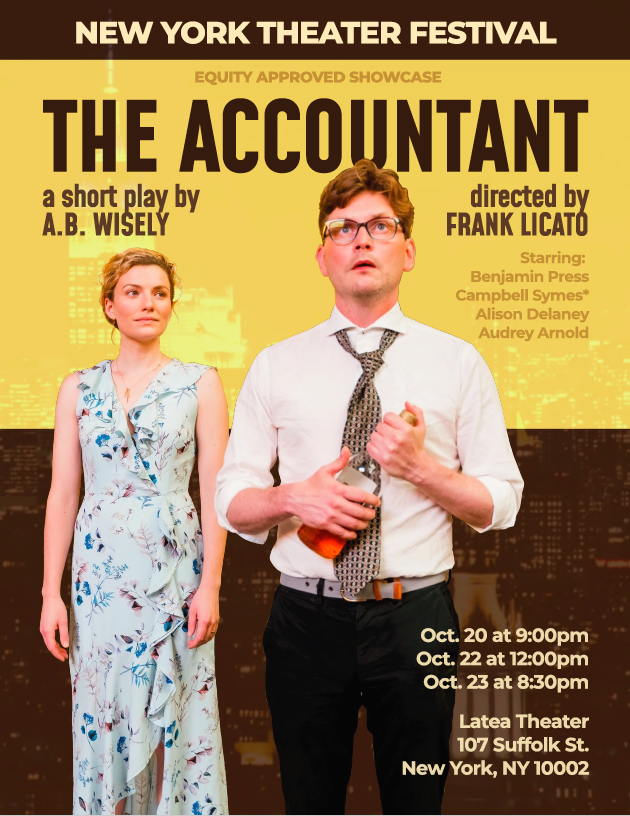 NEW YORK THEATER FESTIVAL
EQUITY APPROVED SHOWCASE
THE ACCOUNTANT
a short play by
A.B. WISELY
directed by
FRANK LICATO
Starring:
Benjamin Press
Campbell Symes*
Alison Delaney
Audrey Arnold
Oct. 20 at 9:00pm
Oct. 22 at 12:00pm
Oct. 23 at 8:30pm
Latea Theater
107 Suffolk St.
New York, NY 10002